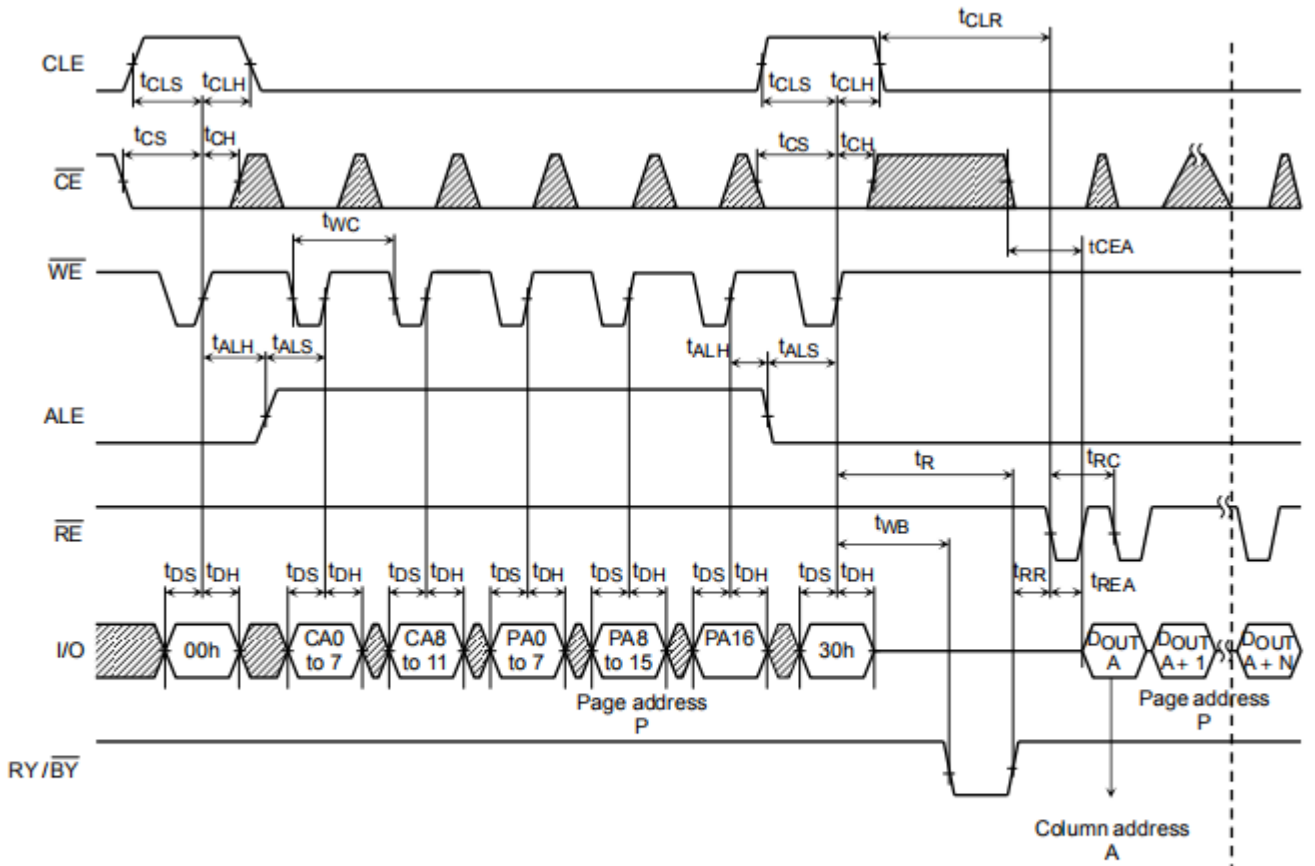 tCLR
CLE
tCLS tCLH tCLS tCLH
tCS tCH tCS tCH
CE
tWC tCEA
WE
tALH tALS tALH tALS
ALE
tR tRC
RE
tWB
tDS tDH tDS tDH tDS tDH tDS tDH tDS tDH tDS tDH tDS tDH tRR tREA
I/O 00h CA0 to 7 CA8 to 11 PA0 to 7 PA8 to 15 PA16 30h DOUT A DOUT A + 1 DOUT A + N
Page address
P
Page address
P
RY/BY
Column address
A